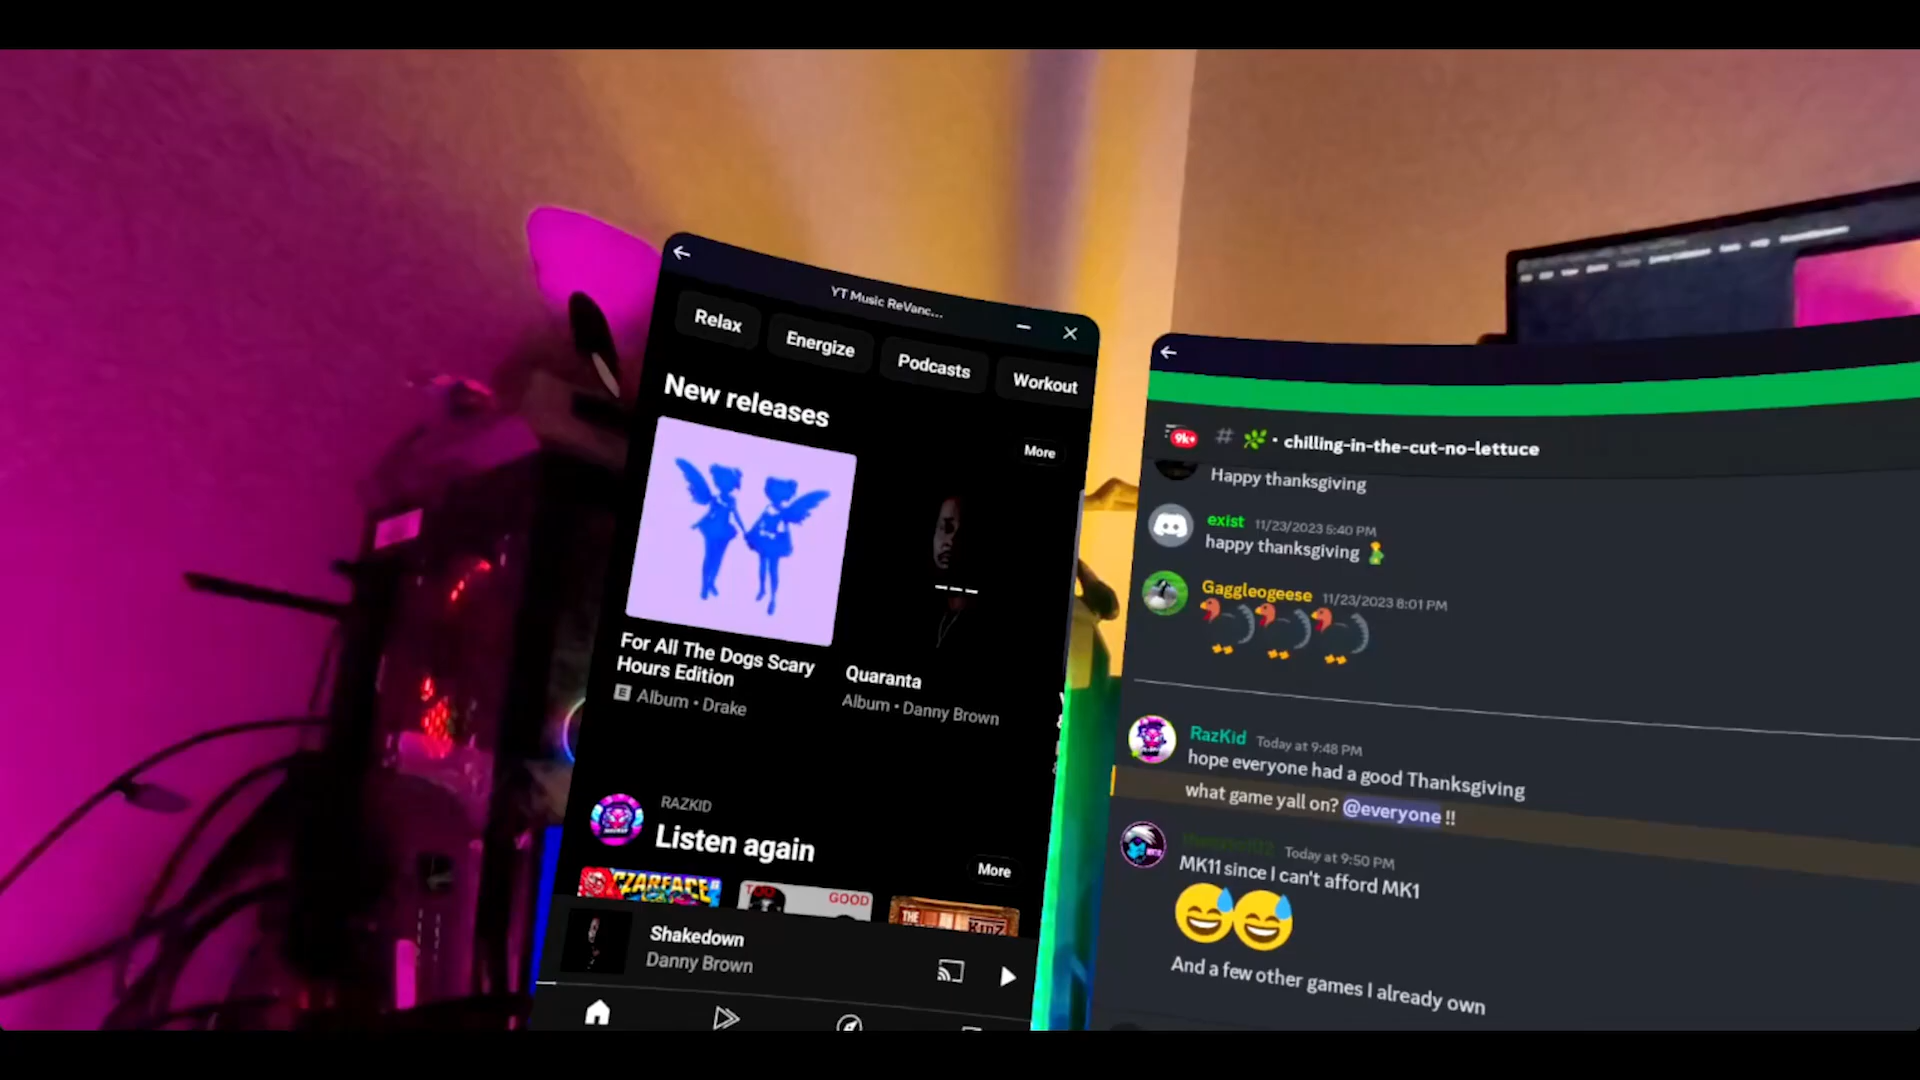 YT Music ReVanc...
Relax
Energize
Podcasts
Workout
New releases
More
For All The Dogs Scary
Hours Edition
E Album • Drake
Quaranta
Album • Danny Brown
RAZKID
Listen again
More
CZARFACE
GOOD
THE
KIDZ
Shakedown
Danny Brown
9k+
# 🌿 • chilling-in-the-cut-no-lettuce
Happy thanksgiving
exist 11/23/2023 5:40 PM
happy thanksgiving
Gaggleogeese 11/23/2023 8:01 PM
🦃🦃🦃
RazKid Today at 9:48 PM
hope everyone had a good Thanksgiving
what game yall on? @everyone !!
Today at 9:50 PM
MK11 since I can't afford MK1
😅😅
And a few other games I already own